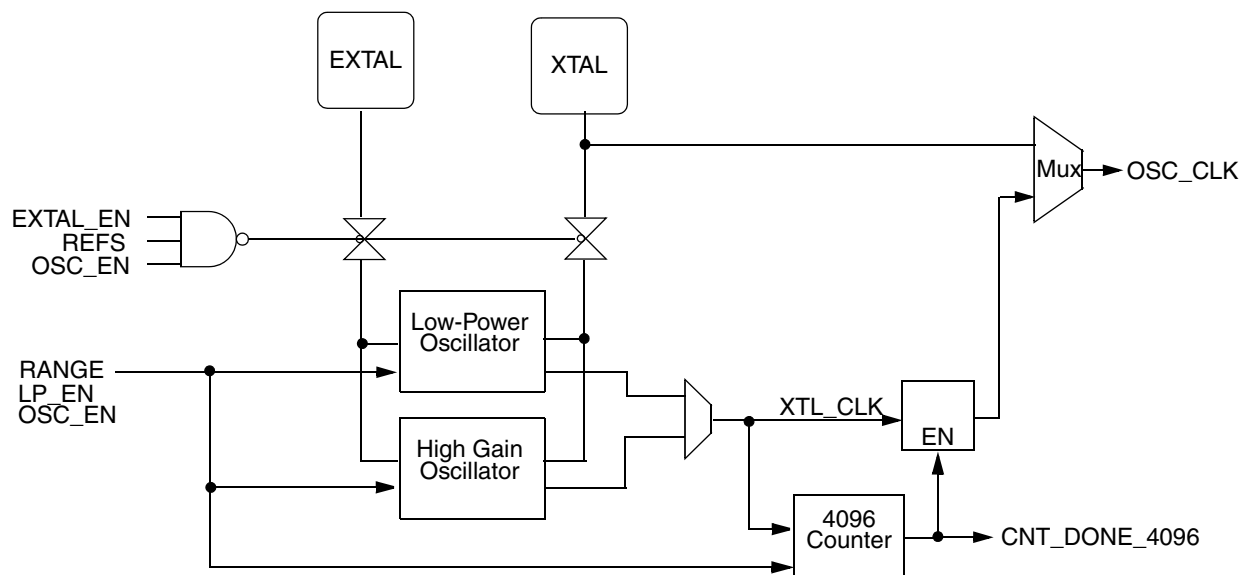 EXTAL
XTAL
Mux
OSC_CLK
EXTAL_EN
REFS
OSC_EN
Low-Power
Oscillator
RANGE
LP_EN
OSC_EN
XTL_CLK
EN
High Gain
Oscillator
4096
Counter
CNT_DONE_4096